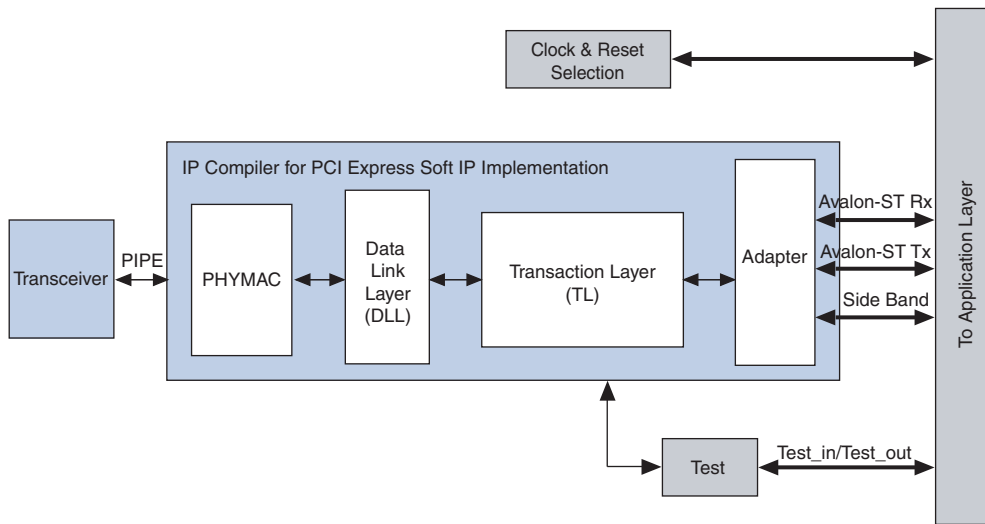 Clock & Reset
Selection
IP Compiler for PCI Express Soft IP Implementation
Transceiver
PIPE
PHYMAC
Data
Link
Layer
(DLL)
Transaction Layer
(TL)
Adapter
Avalon-ST Rx
Avalon-ST Tx
Side Band
To Application Layer
Test
Test_in/Test_out